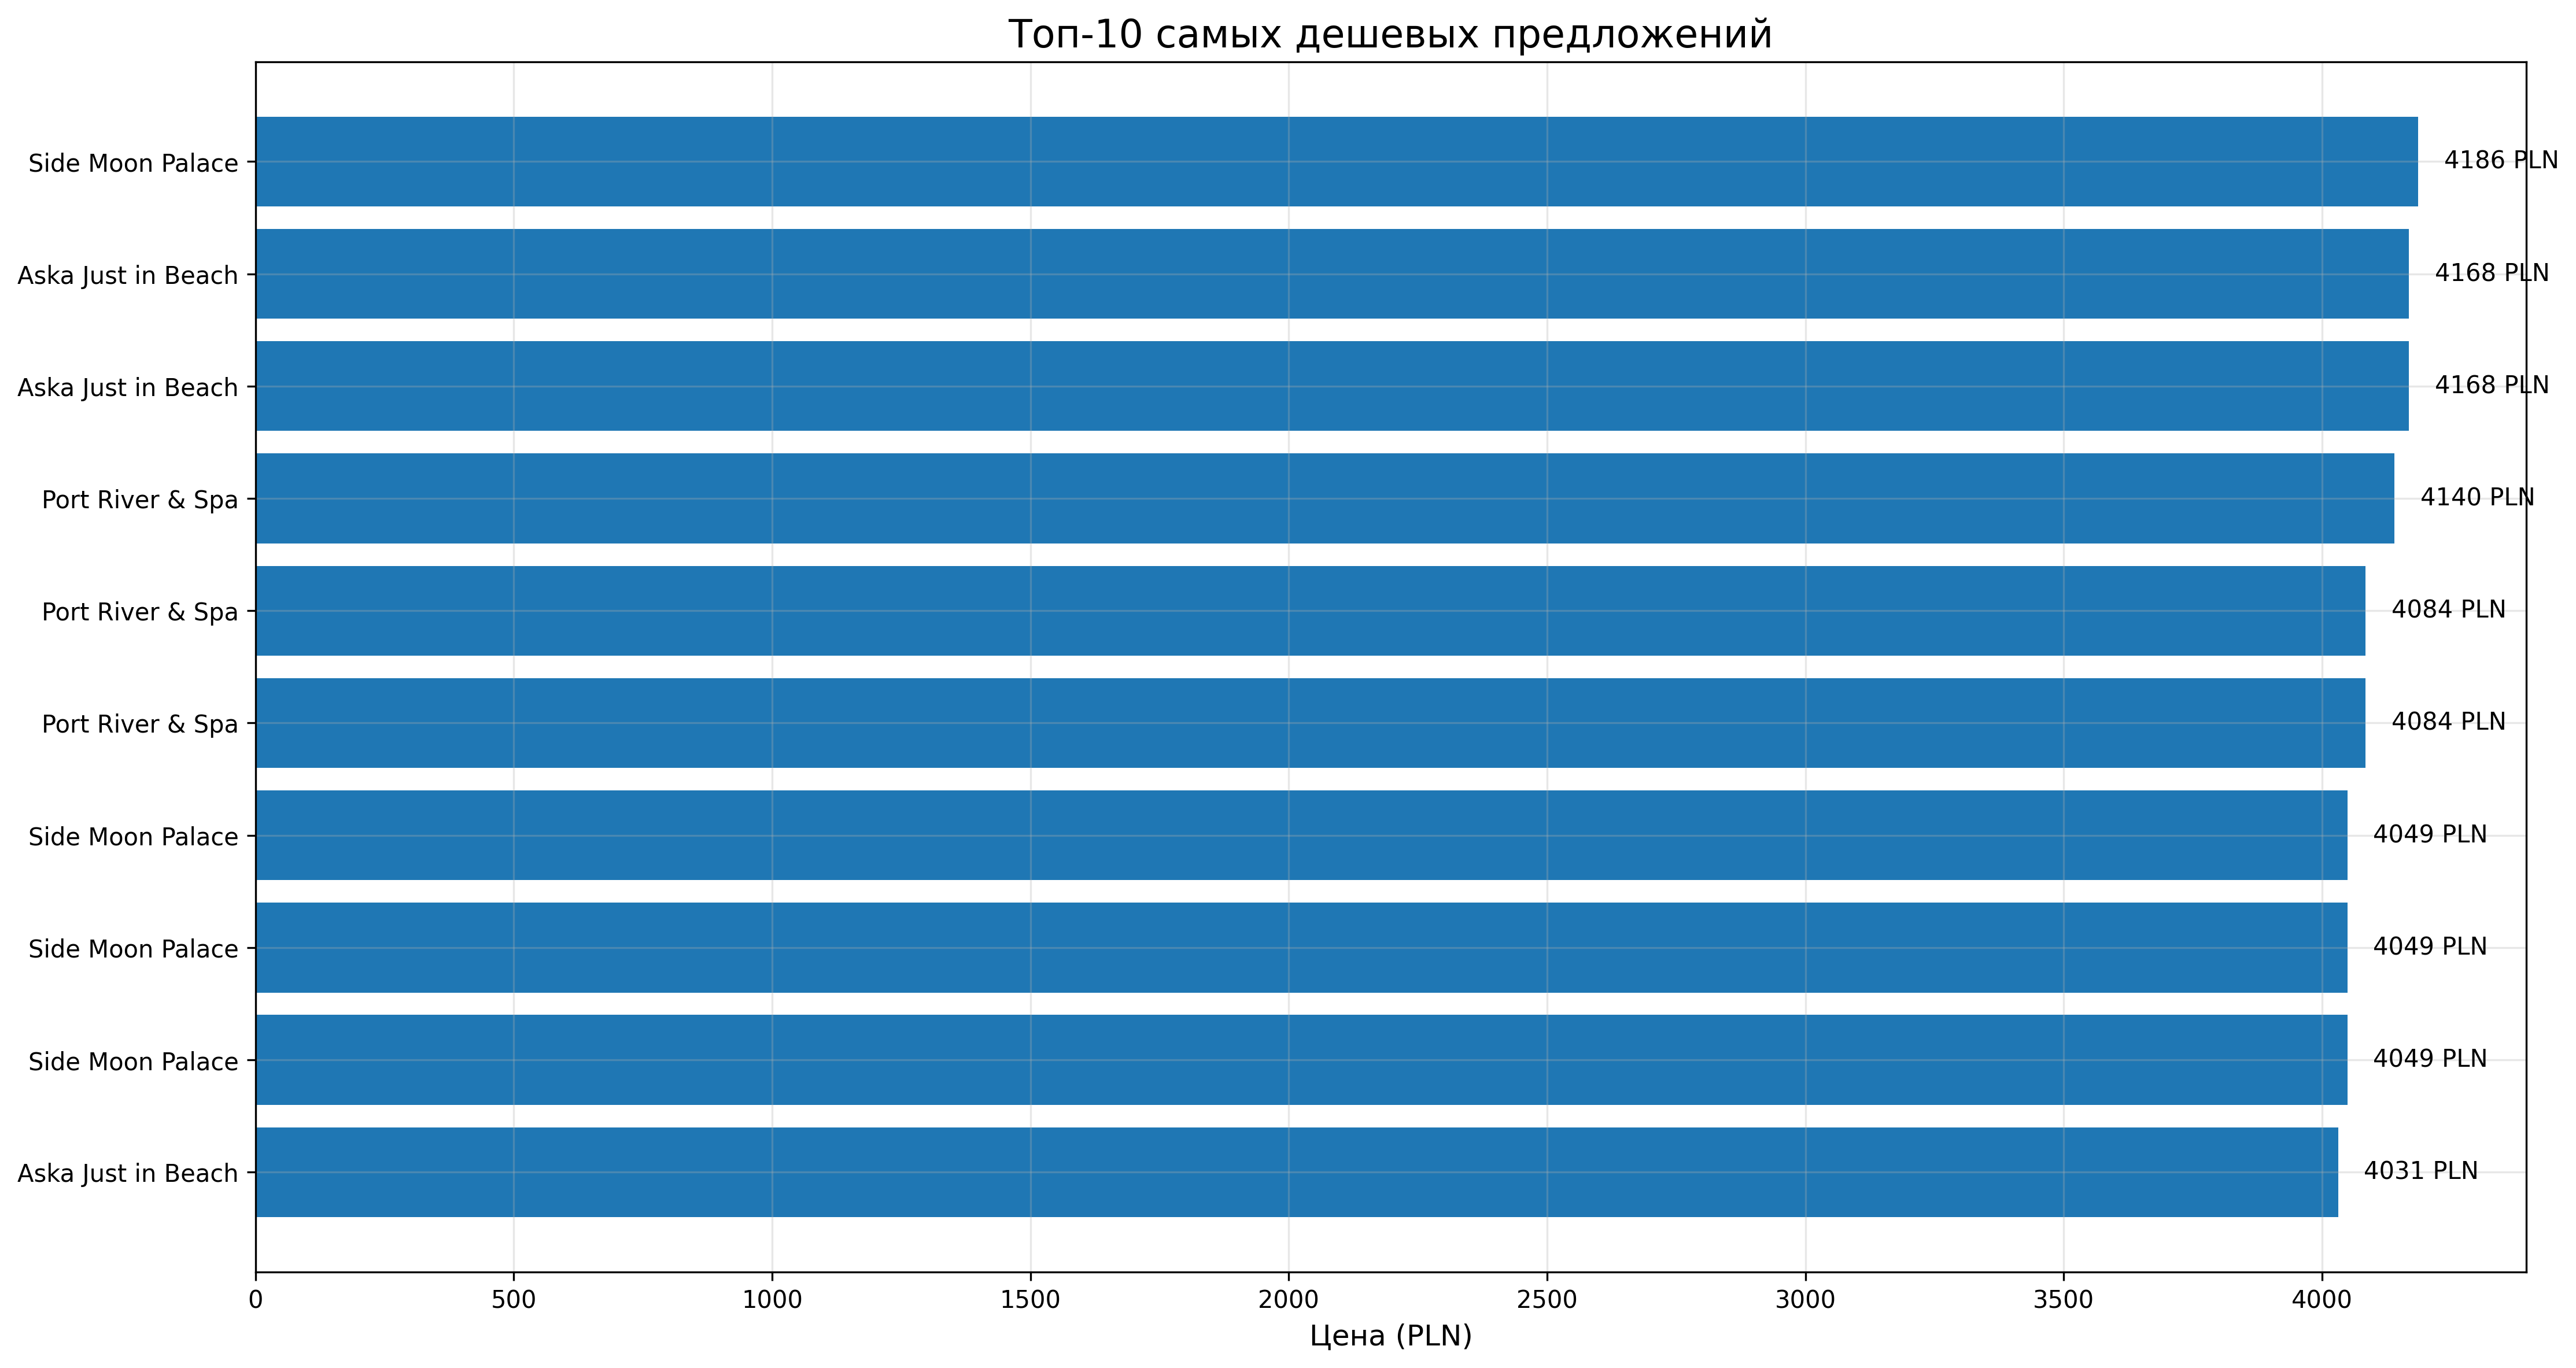 Топ-10 самых дешевых предложений
Side Moon Palace
4186 PLN
Aska Just in Beach
4168 PLN
Aska Just in Beach
4168 PLN
Port River & Spa
4140 PLN
Port River & Spa
4084 PLN
Port River & Spa
4084 PLN
Side Moon Palace
4049 PLN
Side Moon Palace
4049 PLN
Side Moon Palace
4049 PLN
Aska Just in Beach
4031 PLN
0 500 1000 1500 2000 2500 3000 3500 4000
Цена (PLN)